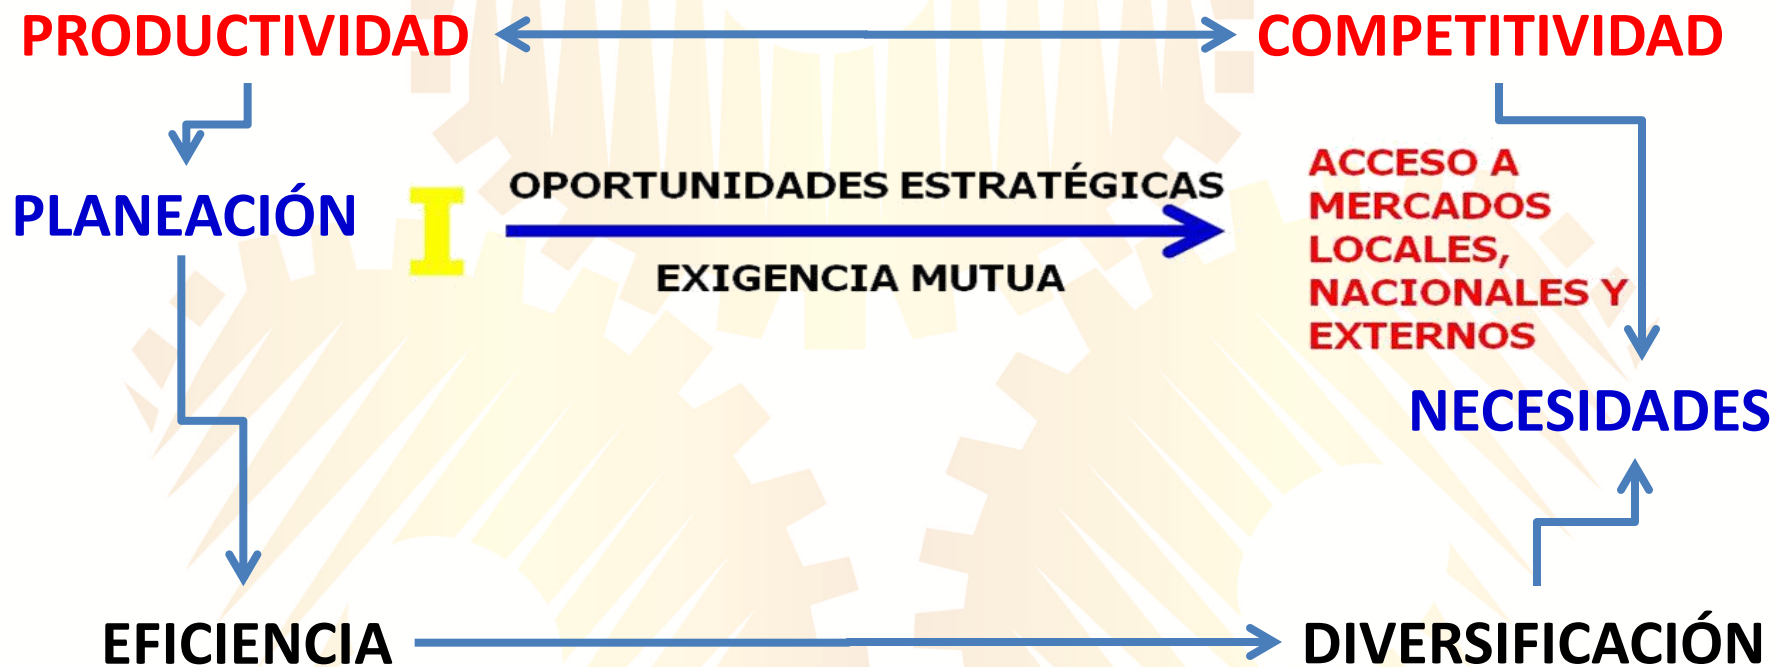 PRODUCTIVIDAD
COMPETITIVIDAD
PLANEACIÓN
I
OPORTUNIDADES ESTRATÉGICAS
EXIGENCIA MUTUA
ACCESO A
MERCADOS
LOCALES,
NACIONALES Y
EXTERNOS
NECESIDADES
EFICIENCIA
DIVERSIFICACIÓN